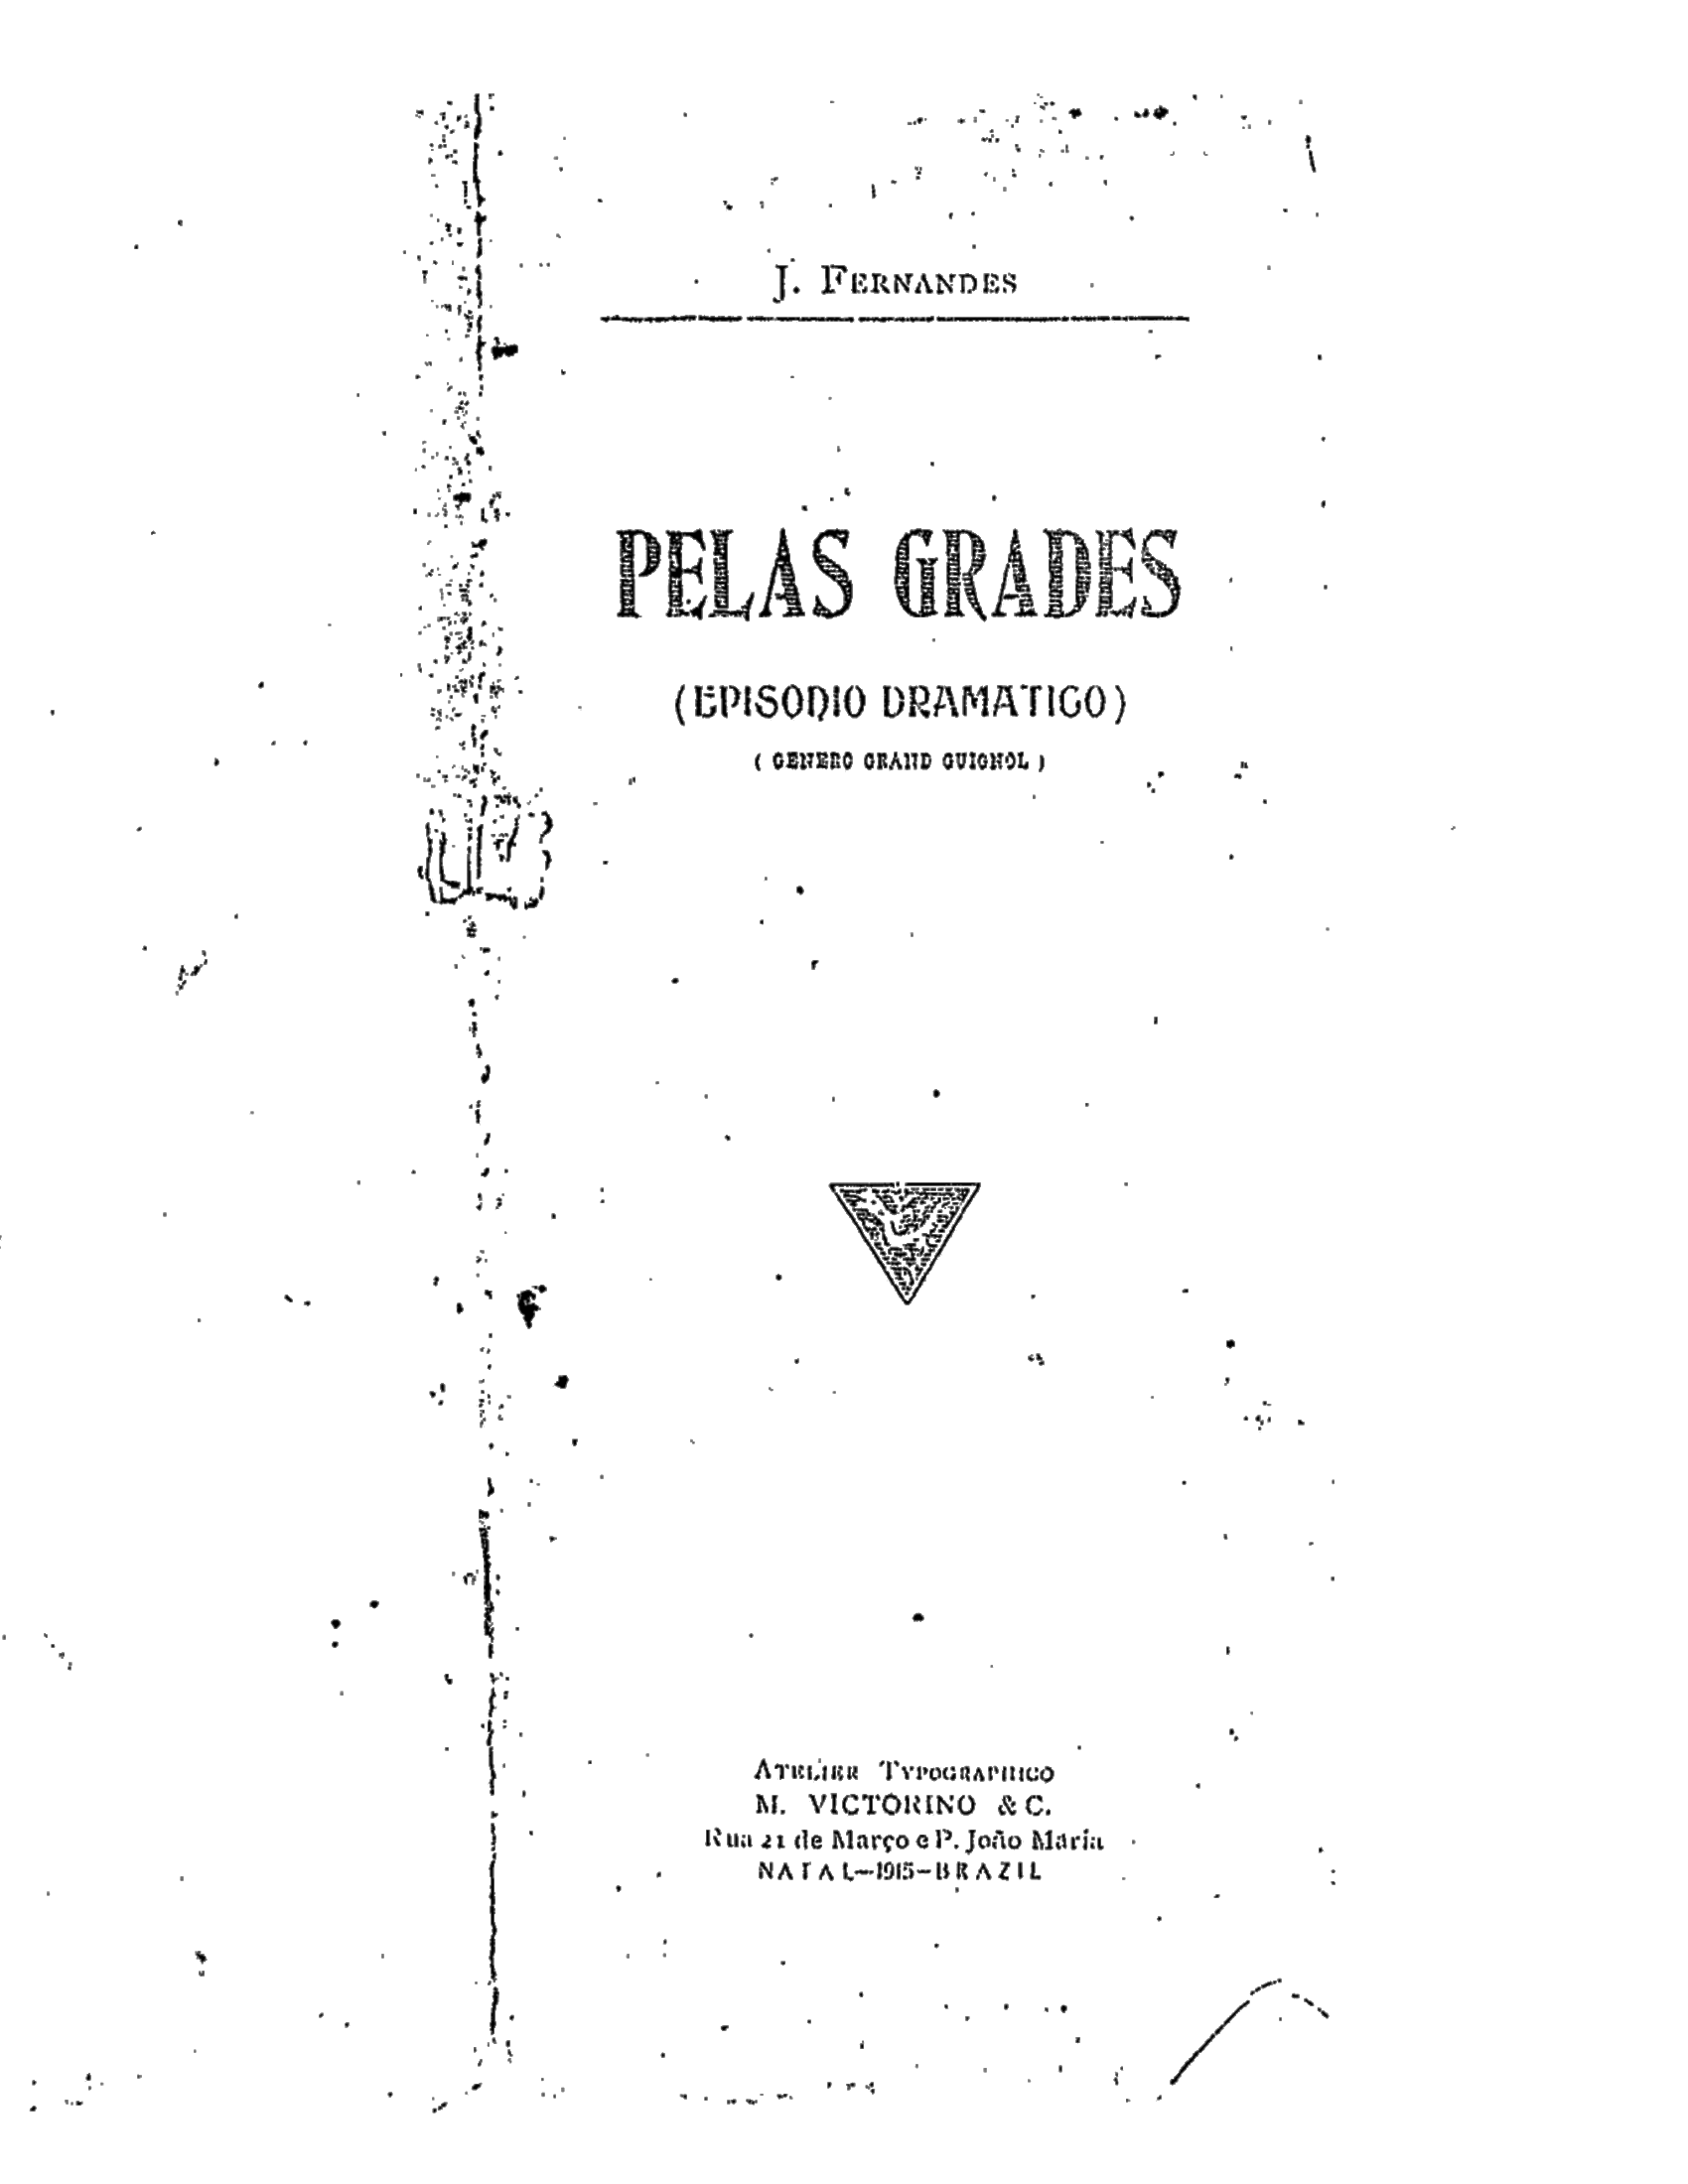 J. FERNANDES
PELAS GRADES
(EPISODIO DRAMATICO)
( GENERO GRAND GUIGNOL )
ATELIER TYPOGRAPHICO
M. VICTORINO & C.
Rua 21 de Março e P. João Maria
NATAL—1915—BRAZIL